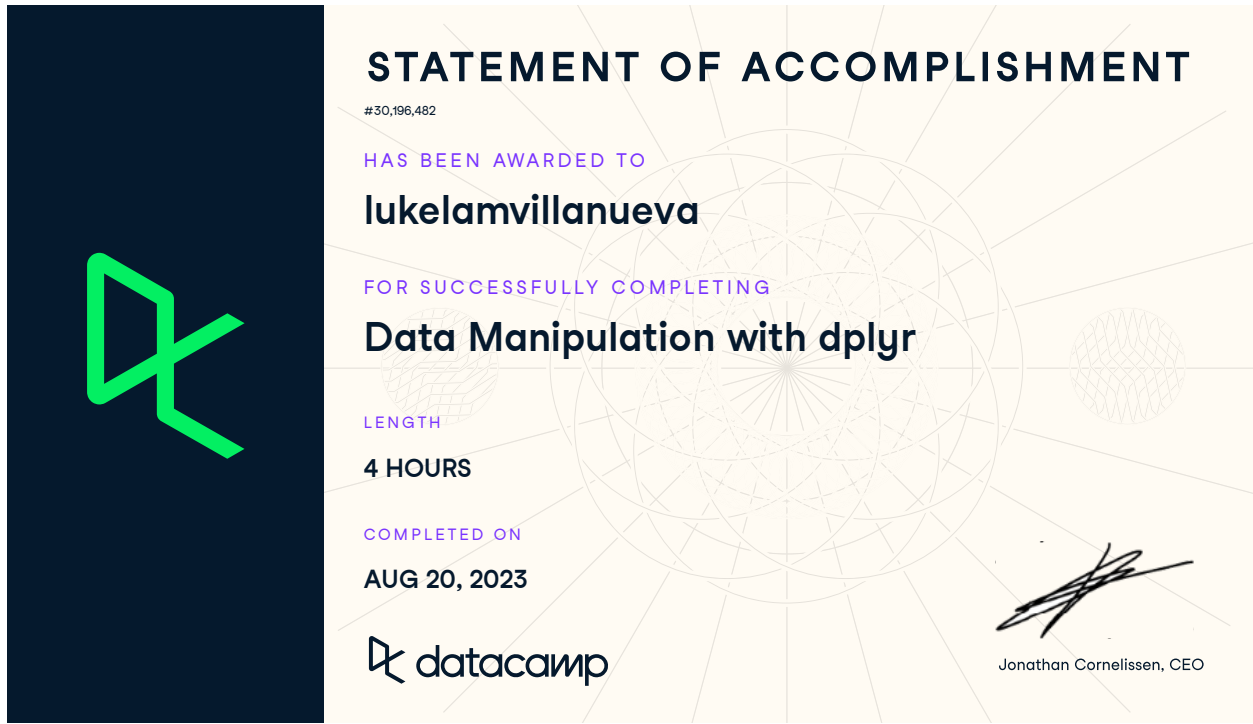 STATEMENT OF ACCOMPLISHMENT
#30,196,482
HAS BEEN AWARDED TO
lukelamvillanueva
FOR SUCCESSFULLY COMPLETING
Data Manipulation with dplyr
LENGTH
4 HOURS
COMPLETED ON
AUG 20, 2023
datacamp
Jonathan Cornelissen, CEO